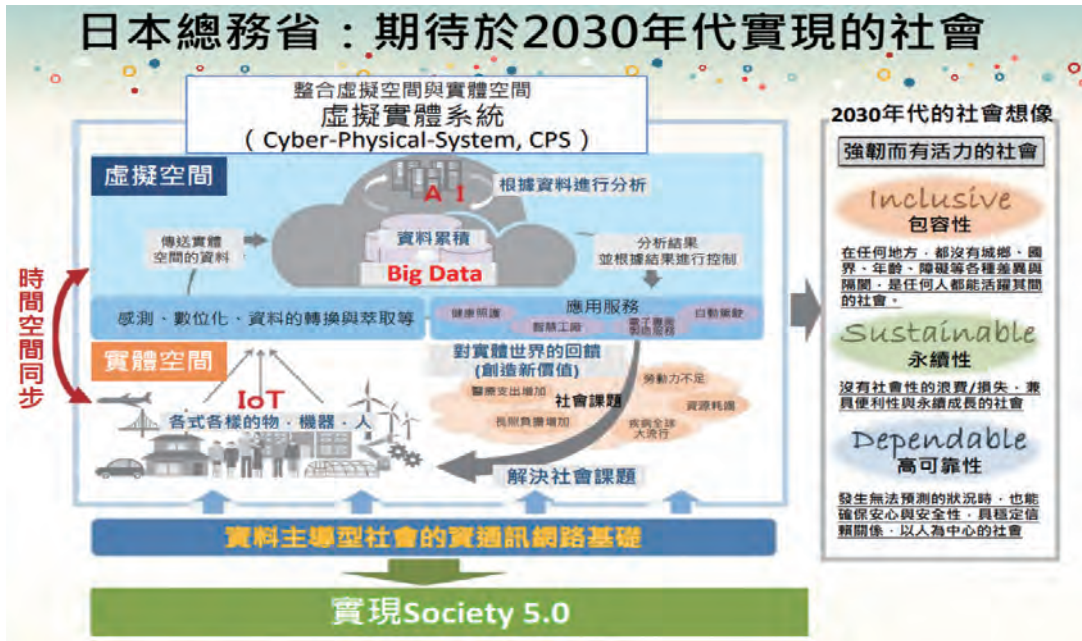 日本總務省：期待於2030年代實現的社會
整合虛擬空間與實體空間
虛擬實體系統
( Cyber-Physical-System, CPS )
虛擬空間
AI
根據資料進行分析
傳送實體
空間的資料
資料累積
Big Data
分析結果
並根據結果進行控制
時間空間同步
感測、數位化、資料的轉換與萃取等
應用服務
健康照護
智慧工廠
電子專業
製造服務
自動駕駛
實體空間
IoT
各式各樣的物．機器．人
對實體世界的回饋
(創造新價值)
醫療支出增加
社會課題
勞動力不足
長照負擔增加
資源耗竭
疾病全球
大流行
解決社會課題
資料主導型社會的資通訊網路基礎
實現Society 5.0
2030年代的社會想像
強韌而有活力的社會
Inclusive
包容性
在任何地方．都沒有城鄉、國
界、年齡、障礙等各種差異與
隔閡．是任何人都能活躍其間
的社會。
Sustainable
永續性
沒有社會性的浪費/損失．兼
具便利性與永續成長的社會
Dependable
高可靠性
發生無法預測的狀況時．也能
確保安心與安全性．具穩定信
賴關係．以人為中心的社會